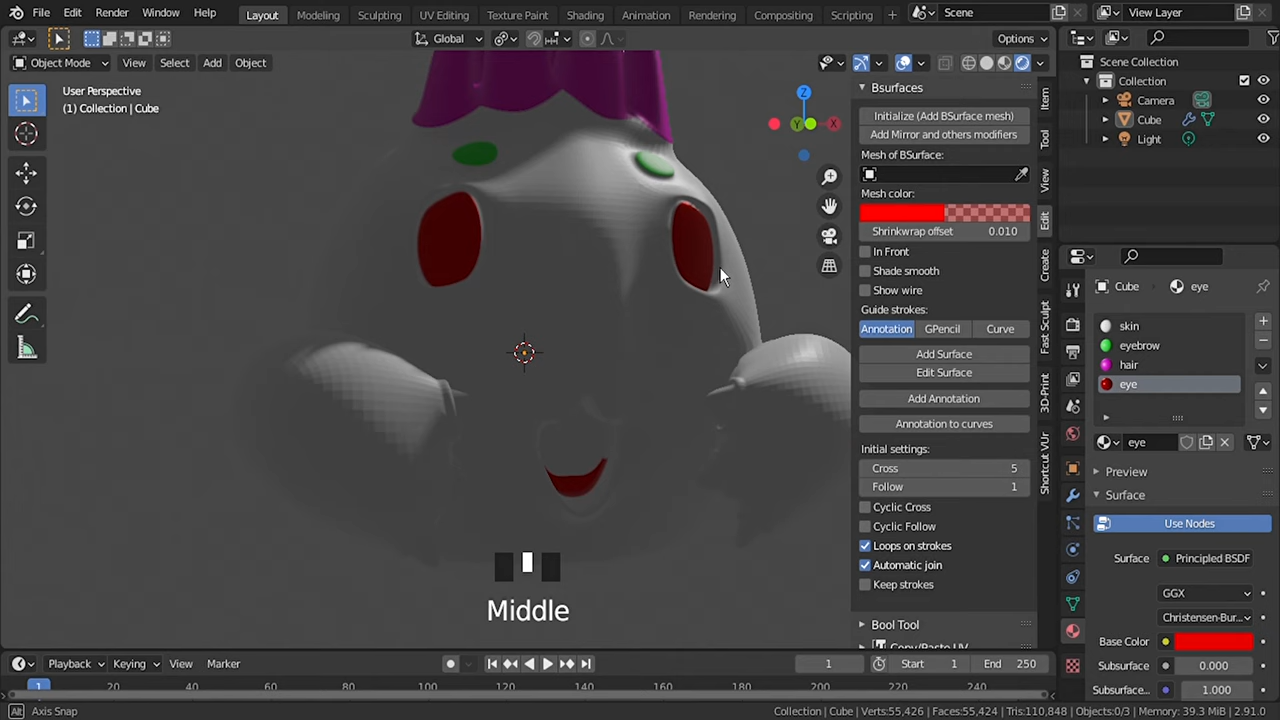 File Edit Render Window Help Layout Modeling Sculpting UV Editing Texture Paint Shading Animation Rendering Compositing Scripting + Scene View Layer
Global Options
Object Mode View Select Add Object
User Perspective
(1) Collection | Cube
Z
X
Y
Bsurfaces
Initialize (Add BSurface mesh)
Add Mirror and others modifiers
Mesh of BSurface:
Mesh color:
Shrinkwrap offset 0.010
In Front
Shade smooth
Show wire
Guide strokes:
Annotation GPencil Curve
Add Surface
Edit Surface
Add Annotation
Annotation to curves
Initial settings:
Cross 5
Follow 1
Cyclic Cross
Cyclic Follow
Loops on strokes
Automatic join
Keep strokes
Bool Tool
Copy/Paste UV
Item
Tool
View
Edit
Create
Fast Sculpt
3D-Print
Shortcut VUr
Scene Collection
Collection
Camera
Cube
Light
Cube eye
skin
eyebrow
hair
eye
eye
Preview
Surface
Use Nodes
Surface Principled BSDF
GGX
Christensen-Bur..
Base Color
Subsurface 0.000
Subsurface... 1.000
Middle
Playback Keying View Marker 1 Start 1 End 250
1 20 40 60 80 100 120 140 160 180 200 220 240
Alt Axis Snap Collection | Cube | Verts:55,426 | Faces:55,424 | Tris:110,848 | Objects:0/3 | Memory: 39.3 MiB | 2.91.0